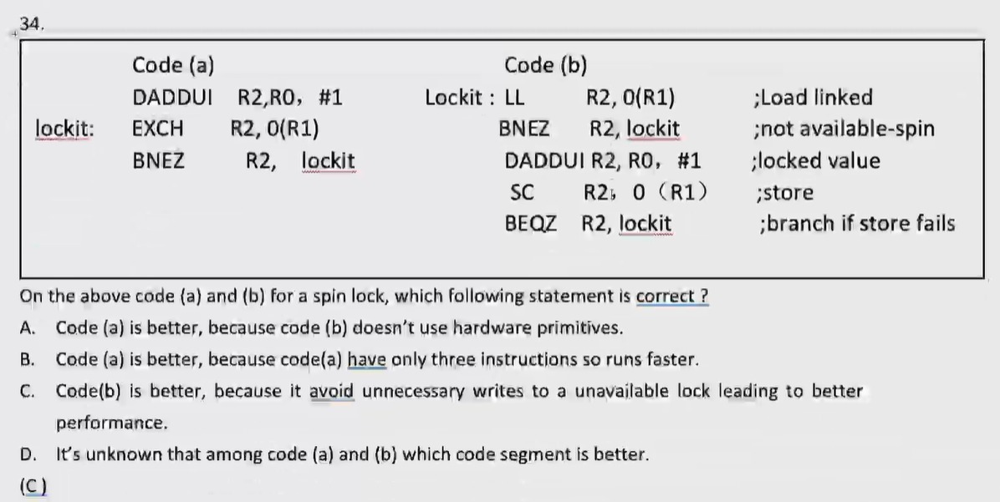 34.
Code (a) Code (b)
DADDUI R2,R0, #1 Lockit : LL R2, 0(R1) ;Load linked
lockit: EXCH R2, 0(R1) BNEZ R2, lockit ;not available-spin
BNEZ R2, lockit DADDUI R2, R0, #1 ;locked value
SC R2, 0 (R1) ;store
BEQZ R2, lockit ;branch if store fails
On the above code (a) and (b) for a spin lock, which following statement is correct ?
A. Code (a) is better, because code (b) doesn't use hardware primitives.
B. Code (a) is better, because code(a) have only three instructions so runs faster.
C. Code(b) is better, because it avoid unnecessary writes to a unavailable lock leading to better
performance.
D. It's unknown that among code (a) and (b) which code segment is better.
(C)